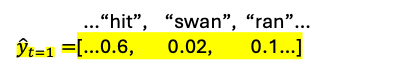 ...“hit”, “swan”, “ran”...
ŷₜ₌₁ =[...0.6, 0.02, 0.1...]